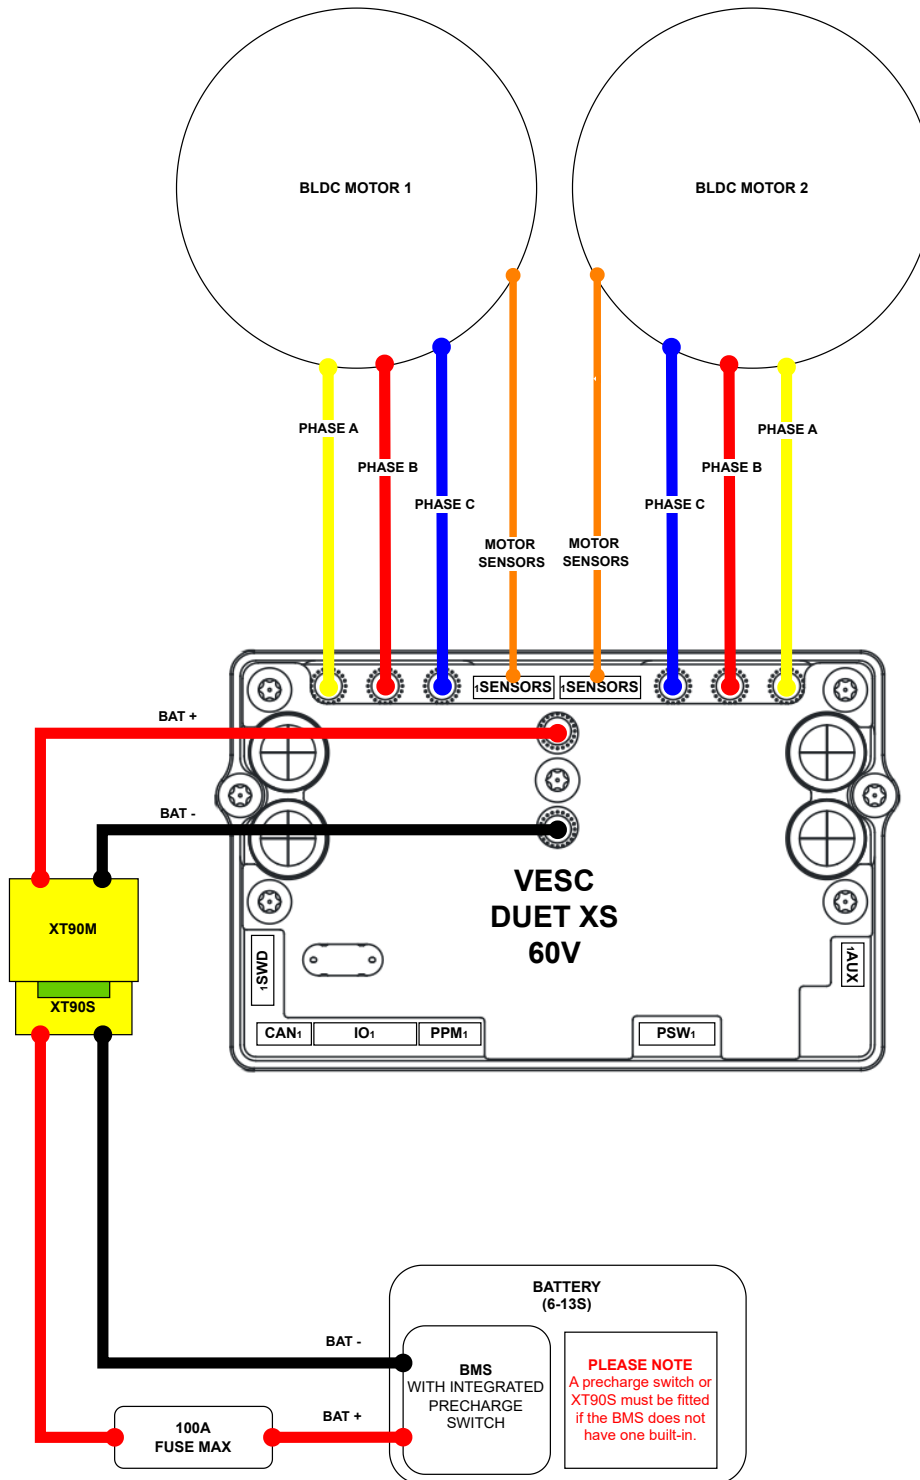 BLDC MOTOR 1
BLDC MOTOR 2
PHASE A
PHASE B
PHASE C
MOTOR
SENSORS
MOTOR
SENSORS
PHASE C
PHASE B
PHASE A
1SENSORS
1SENSORS
BAT +
BAT -
VESC
DUET XS
60V
XT90M
XT90S
1SWD
1AUX
CAN1
IO1
PPM1
PSW1
BATTERY
(6-13S)
BAT -
BMS
WITH INTEGRATED
PRECHARGE
SWITCH
PLEASE NOTE
A precharge switch or
XT90S must be fitted
if the BMS does not
have one built-in.
BAT +
100A
FUSE MAX